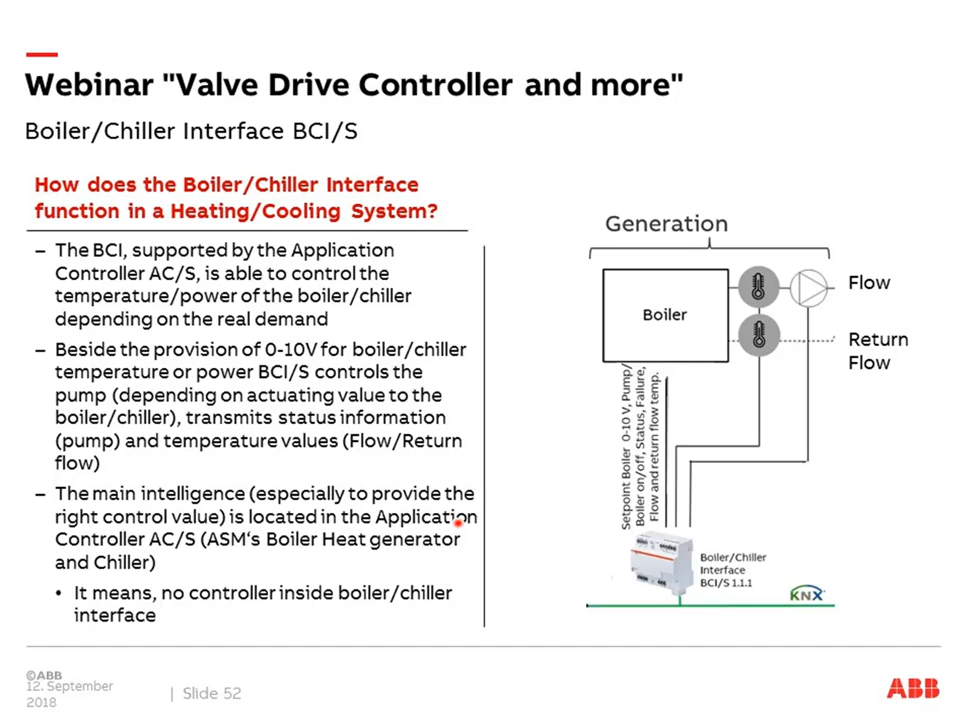 Webinar "Valve Drive Controller and more"
Boiler/Chiller Interface BCI/S
How does the Boiler/Chiller Interface
function in a Heating/Cooling System?
– The BCI, supported by the Application
Controller AC/S, is able to control the
temperature/power of the boiler/chiller
depending on the real demand
– Beside the provision of 0-10V for boiler/chiller
temperature or power BCI/S controls the
pump (depending on actuating value to the
boiler/chiller), transmits status information
(pump) and temperature values (Flow/Return
flow)
– The main intelligence (especially to provide the
right control value) is located in the Application
Controller AC/S (ASM‘s Boiler Heat generator
and Chiller)
• It means, no controller inside boiler/chiller
interface
Generation
Boiler
Flow
Return
Flow
Setpoint Boiler 0-10 V, Pump/
Boiler on/off, Status, Failure,
Flow and return flow temp.
Boiler/Chiller
Interface
BCI/S 1.1.1
KNX
©ABB
12. September
2018
| Slide 52
ABB